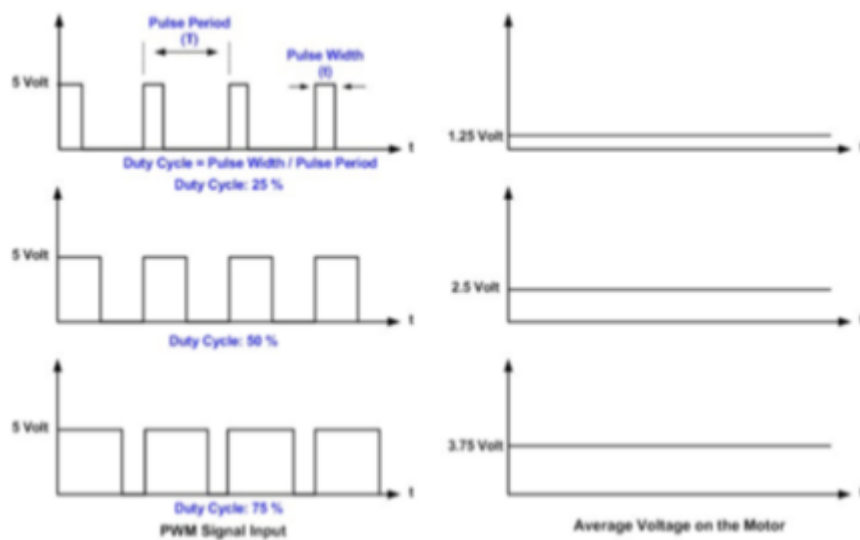 Pulse Period
(T)
Pulse Width
(t)
5 Volt
t
Duty Cycle = Pulse Width / Pulse Period
Duty Cycle: 25 %
1.25 Volt
t
5 Volt
t
Duty Cycle: 50 %
2.5 Volt
t
5 Volt
t
Duty Cycle: 75 %
PWM Signal Input
3.75 Volt
t
Average Voltage on the Motor